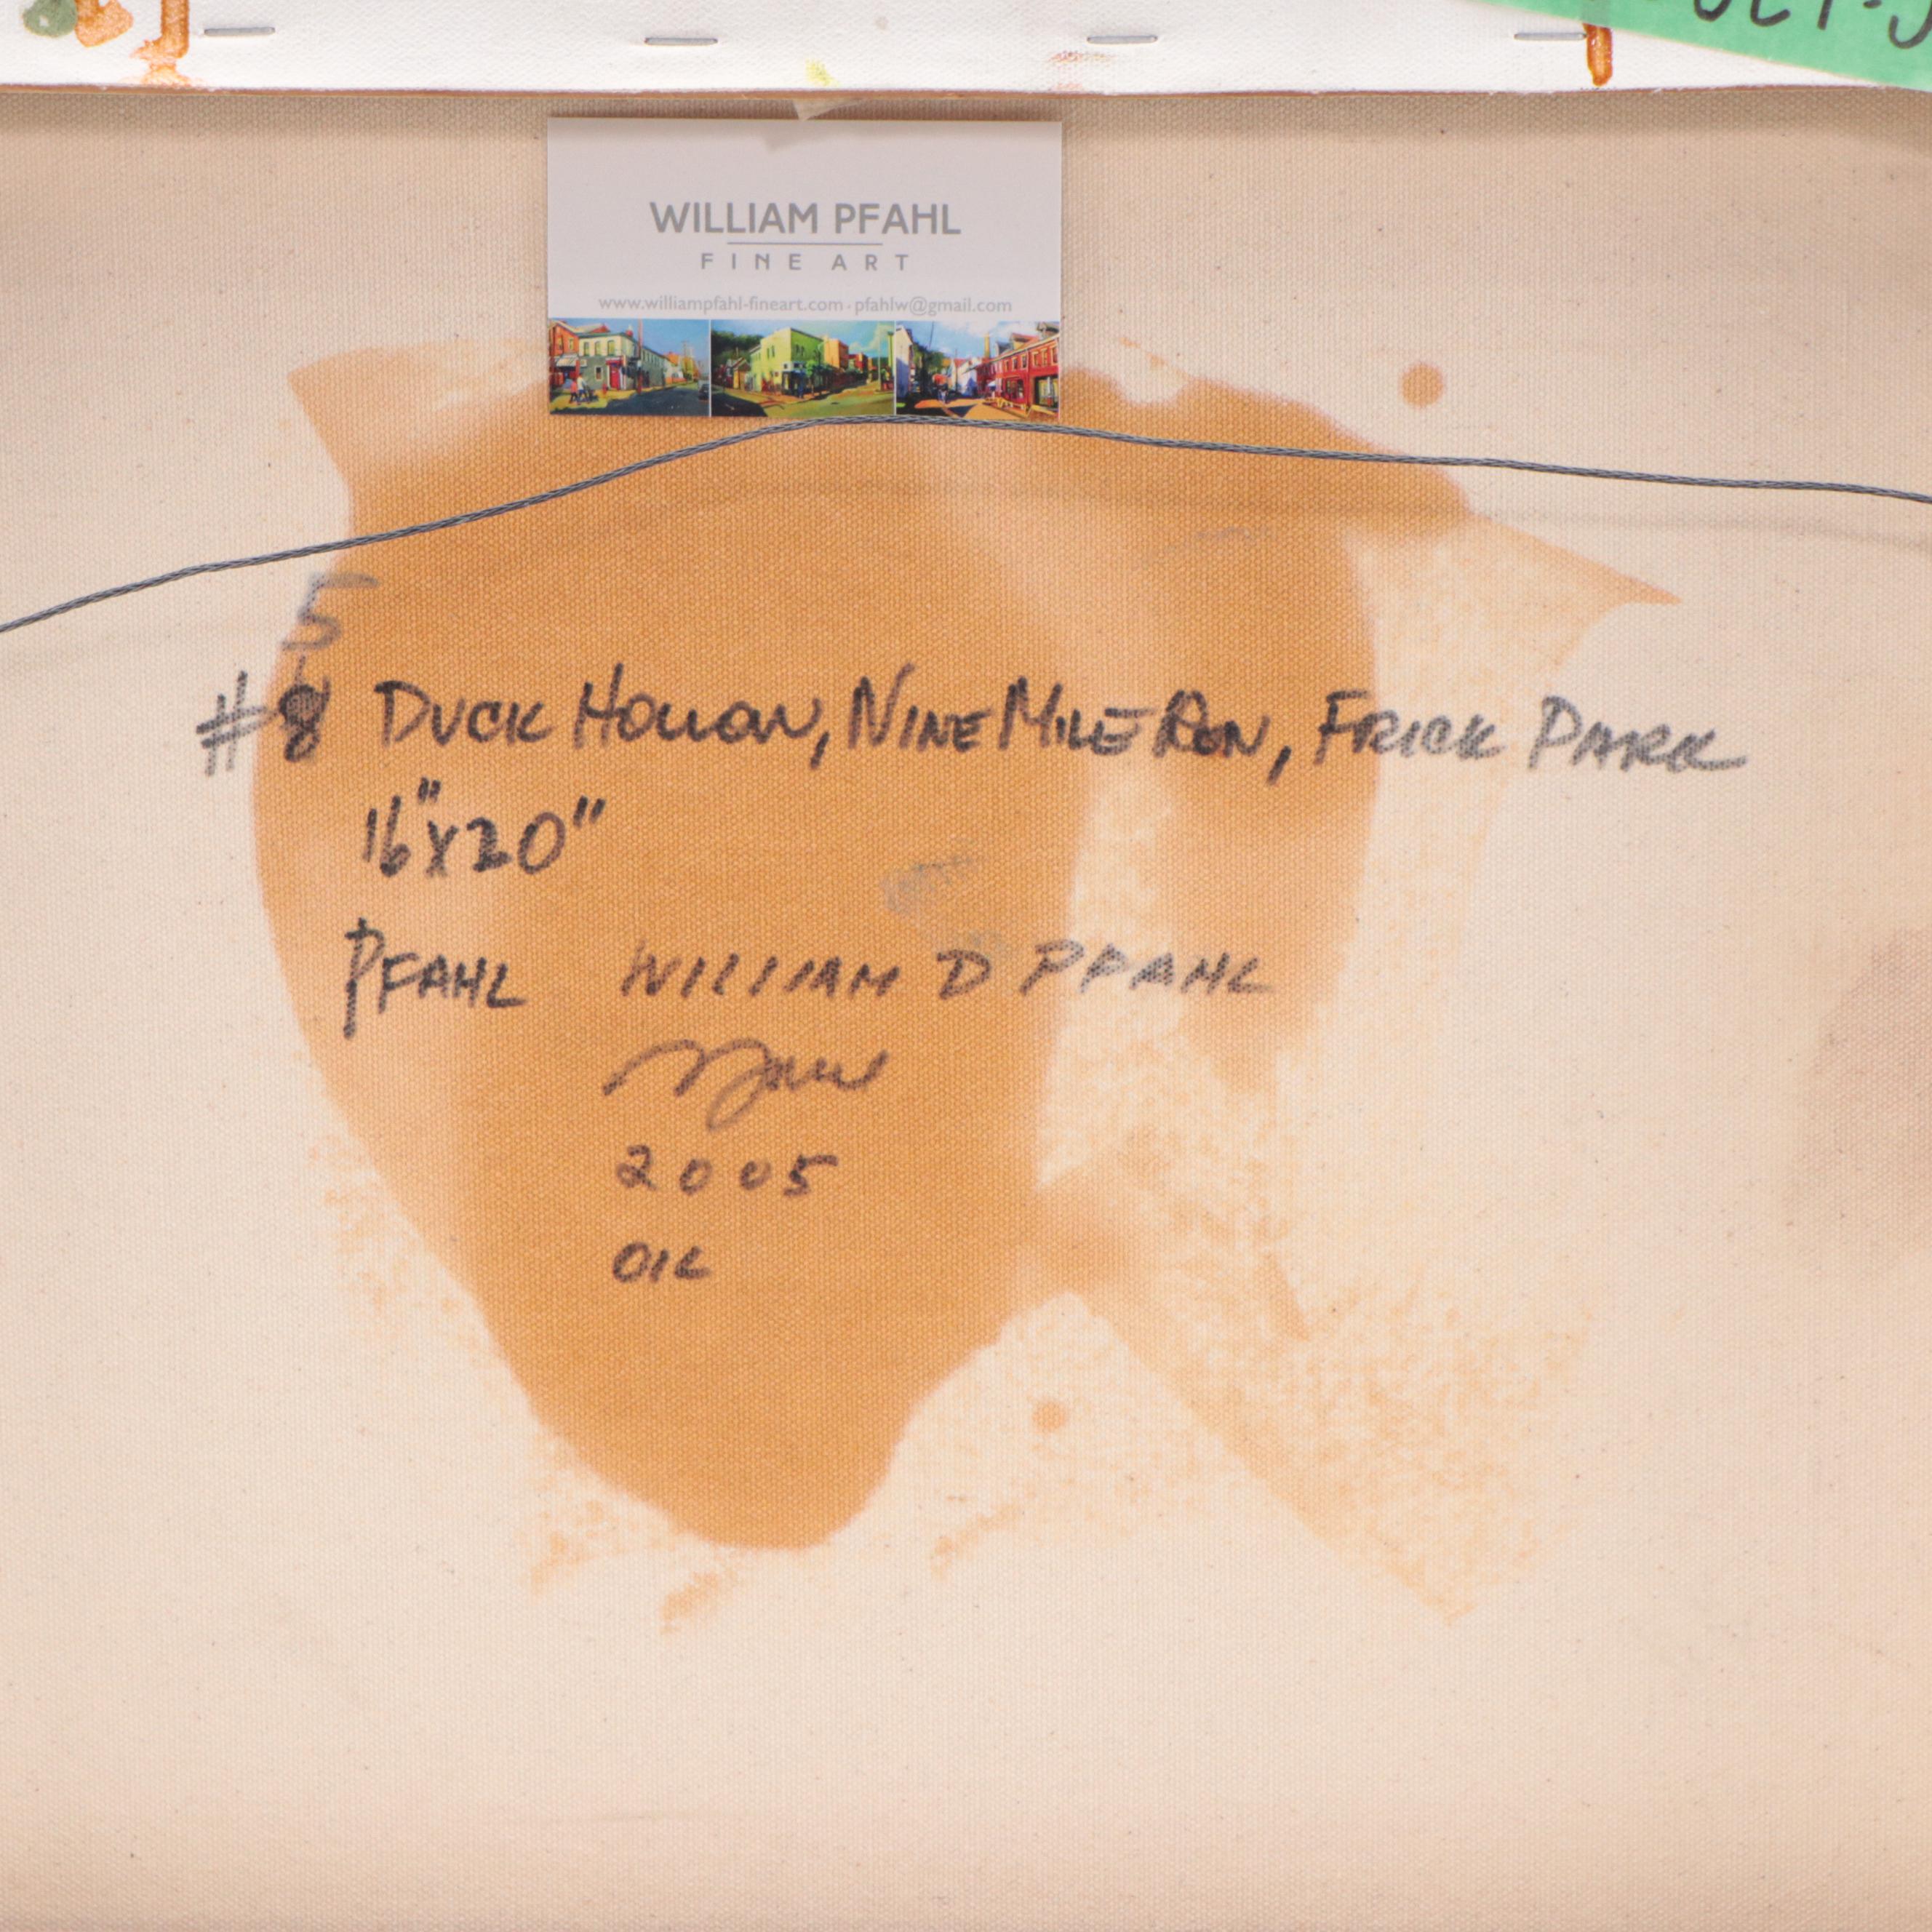 WILLIAM PFAHL
FINE ART
www.williampfahl-fineart.com · pfahlw@gmail.com
5
#8 DUCK HOLLOW, NINE MILE RUN, FRICK PARK
16"X20"
PFAHL WILLIAM D PFAHL
2005
OIL